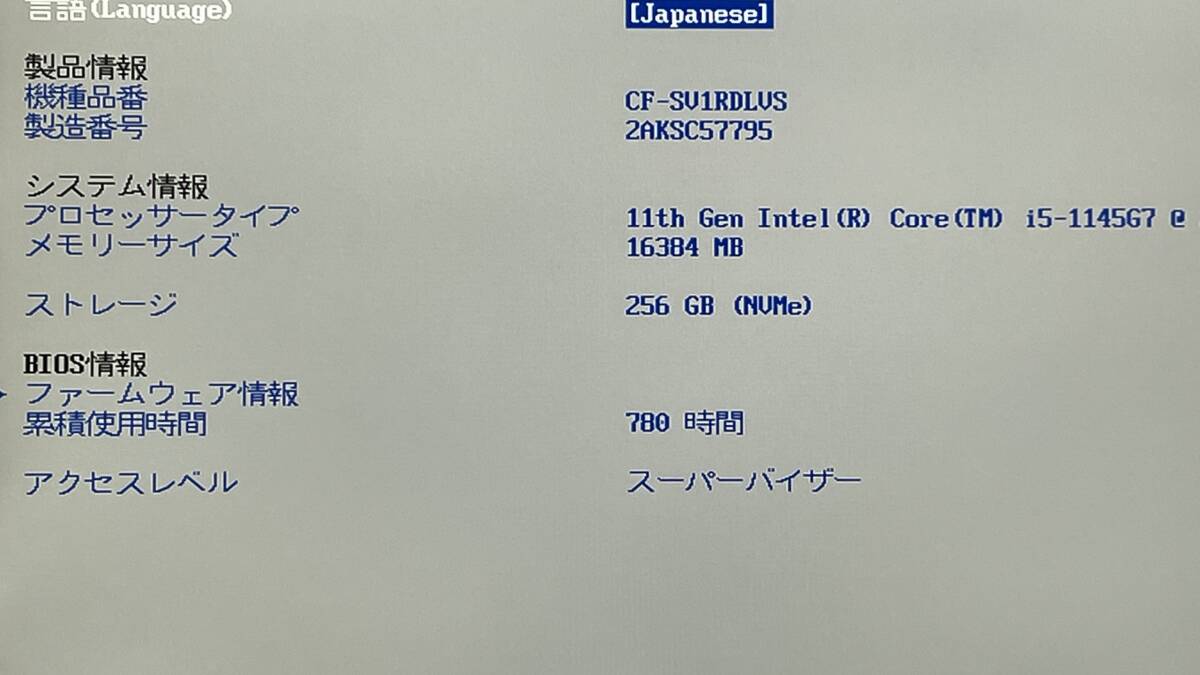 言語(Language) [Japanese]
製品情報
機種品番 CF-SV1RDLVS
製造番号 2AKSC57795
システム情報
プロセッサータイプ 11th Gen Intel(R) Core(TM) i5-1145G7 @
メモリーサイズ 16384 MB
ストレージ 256 GB (NVMe)
BIOS情報
ファームウェア情報
累積使用時間 780 時間
アクセスレベル スーパーバイザー